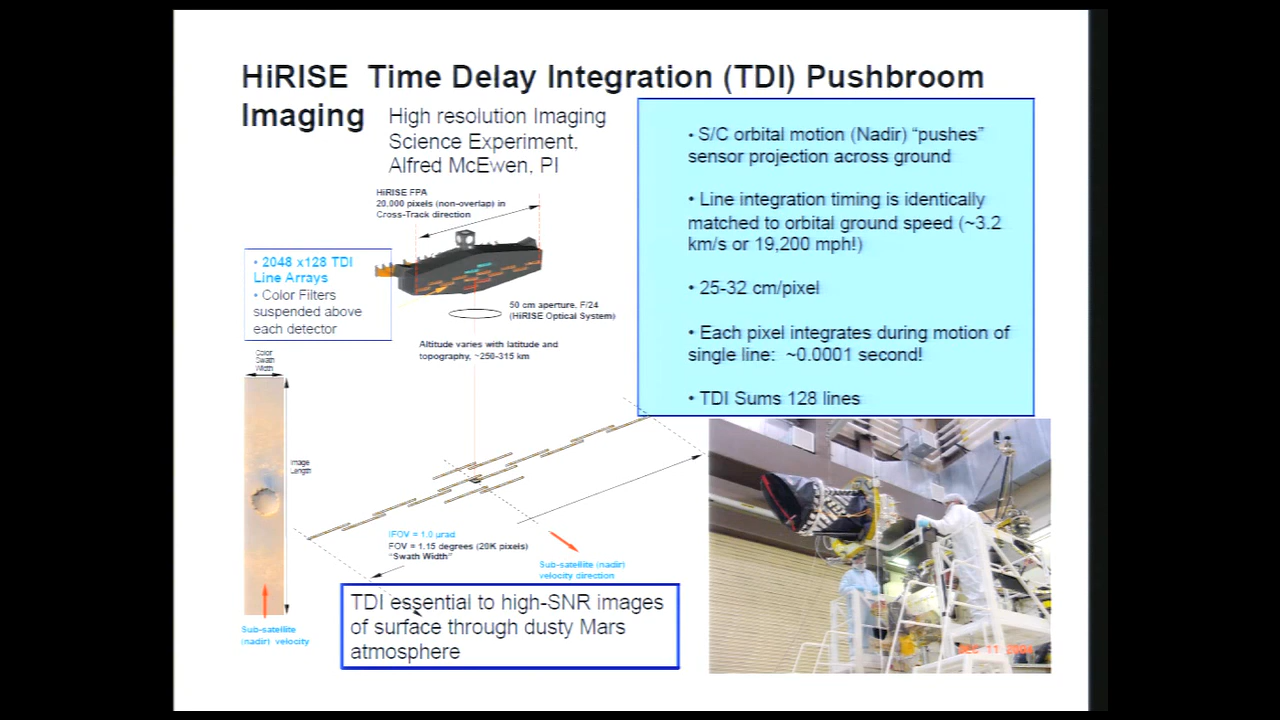 HiRISE Time Delay Integration (TDI) Pushbroom
Imaging
High resolution Imaging
Science Experiment,
Alfred McEwen, PI
HiRISE FPA
20,000 pixels (non-overlap) in
Cross-Track direction
• 2048 x128 TDI
Line Arrays
• Color Filters
suspended above
each detector
50 cm aperture, F/24
(HiRISE Optical System)
Altitude varies with latitude and
topography, ~250-315 km
Color
Swath
Width
Image
Length
Sub-satellite
(nadir) velocity
IFOV = 1.0 μrad
FOV = 1.15 degrees (20K pixels)
"Swath Width"
Sub-satellite (nadir)
velocity direction
TDI essential to high-SNR images
of surface through dusty Mars
atmosphere
• S/C orbital motion (Nadir) “pushes”
sensor projection across ground
• Line integration timing is identically
matched to orbital ground speed (~3.2
km/s or 19,200 mph!)
• 25-32 cm/pixel
• Each pixel integrates during motion of
single line: ~0.0001 second!
• TDI Sums 128 lines
DEC 11